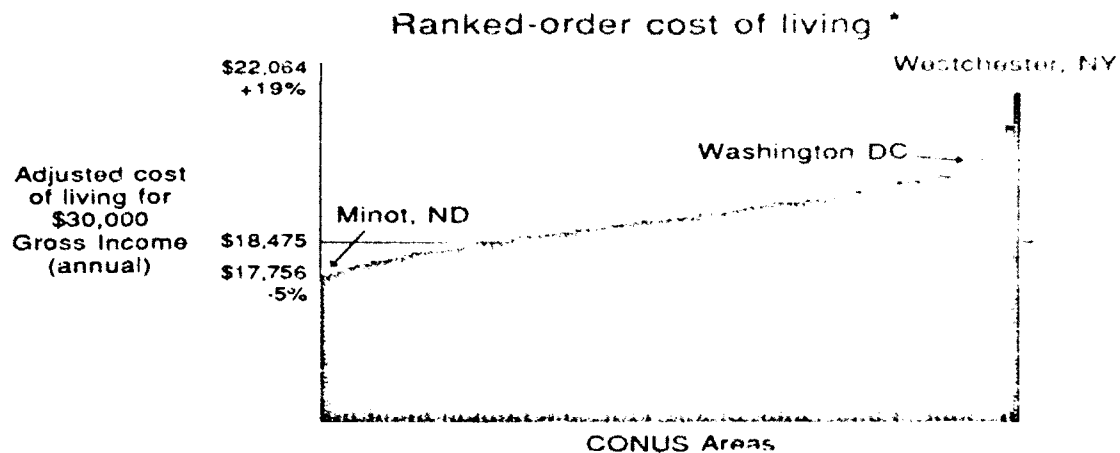 Ranked-order cost of living *
$22,064
+19%
Westchester, NY
Washington DC
Adjusted cost
of living for
$30,000
Gross Income
(annual)
Minot, ND
$18,475
$17,756
-5%
CONUS Areas